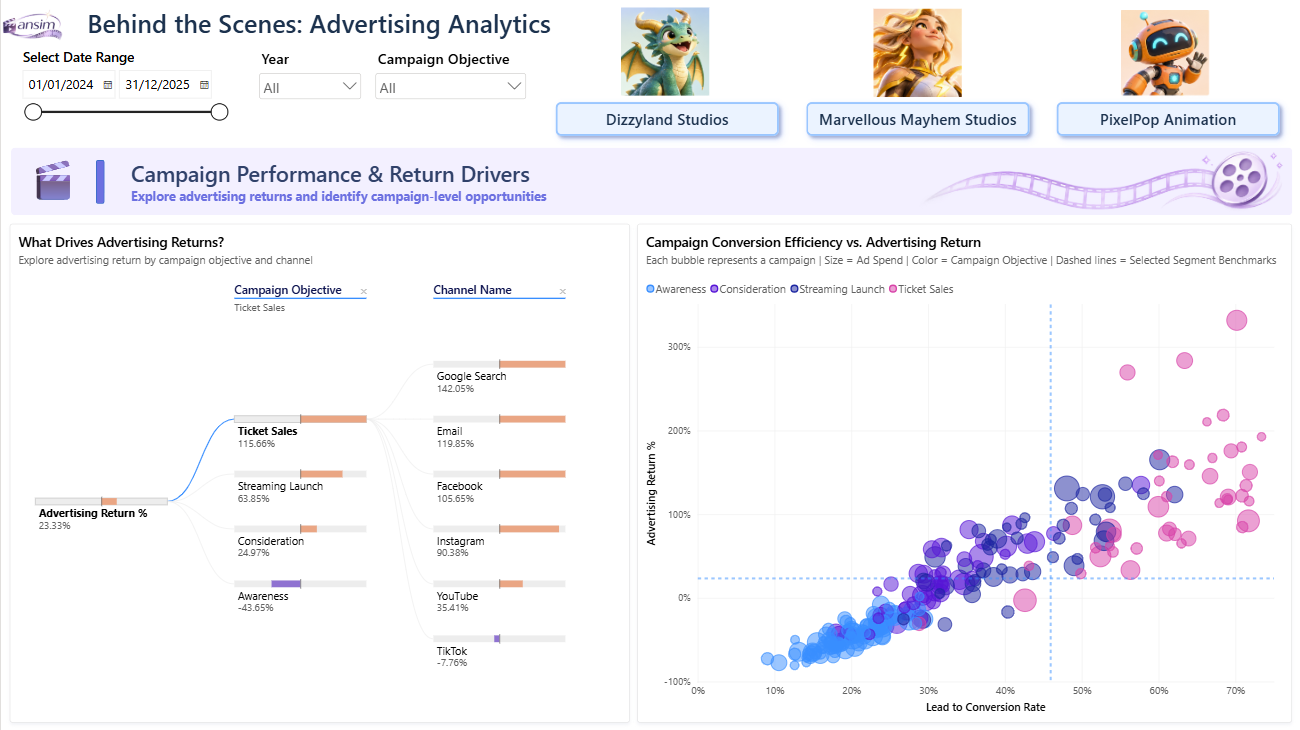 ansim
Behind the Scenes: Advertising Analytics
Select Date Range
01/01/2024 31/12/2025
Year
All
Campaign Objective
All
Dizzyland Studios
Marvellous Mayhem Studios
PixelPop Animation
Campaign Performance & Return Drivers
Explore advertising returns and identify campaign-level opportunities
What Drives Advertising Returns?
Explore advertising return by campaign objective and channel
Campaign Objective
Ticket Sales
Channel Name
Advertising Return %
23.33%
Ticket Sales
115.66%
Streaming Launch
63.85%
Consideration
24.97%
Awareness
-43.65%
Google Search
142.05%
Email
119.85%
Facebook
105.65%
Instagram
90.38%
YouTube
35.41%
TikTok
-7.76%
Campaign Conversion Efficiency vs. Advertising Return
Each bubble represents a campaign | Size = Ad Spend | Color = Campaign Objective | Dashed lines = Selected Segment Benchmarks
Awareness Consideration Streaming Launch Ticket Sales
Advertising Return %
300%
200%
100%
0%
-100%
0% 10% 20% 30% 40% 50% 60% 70%
Lead to Conversion Rate